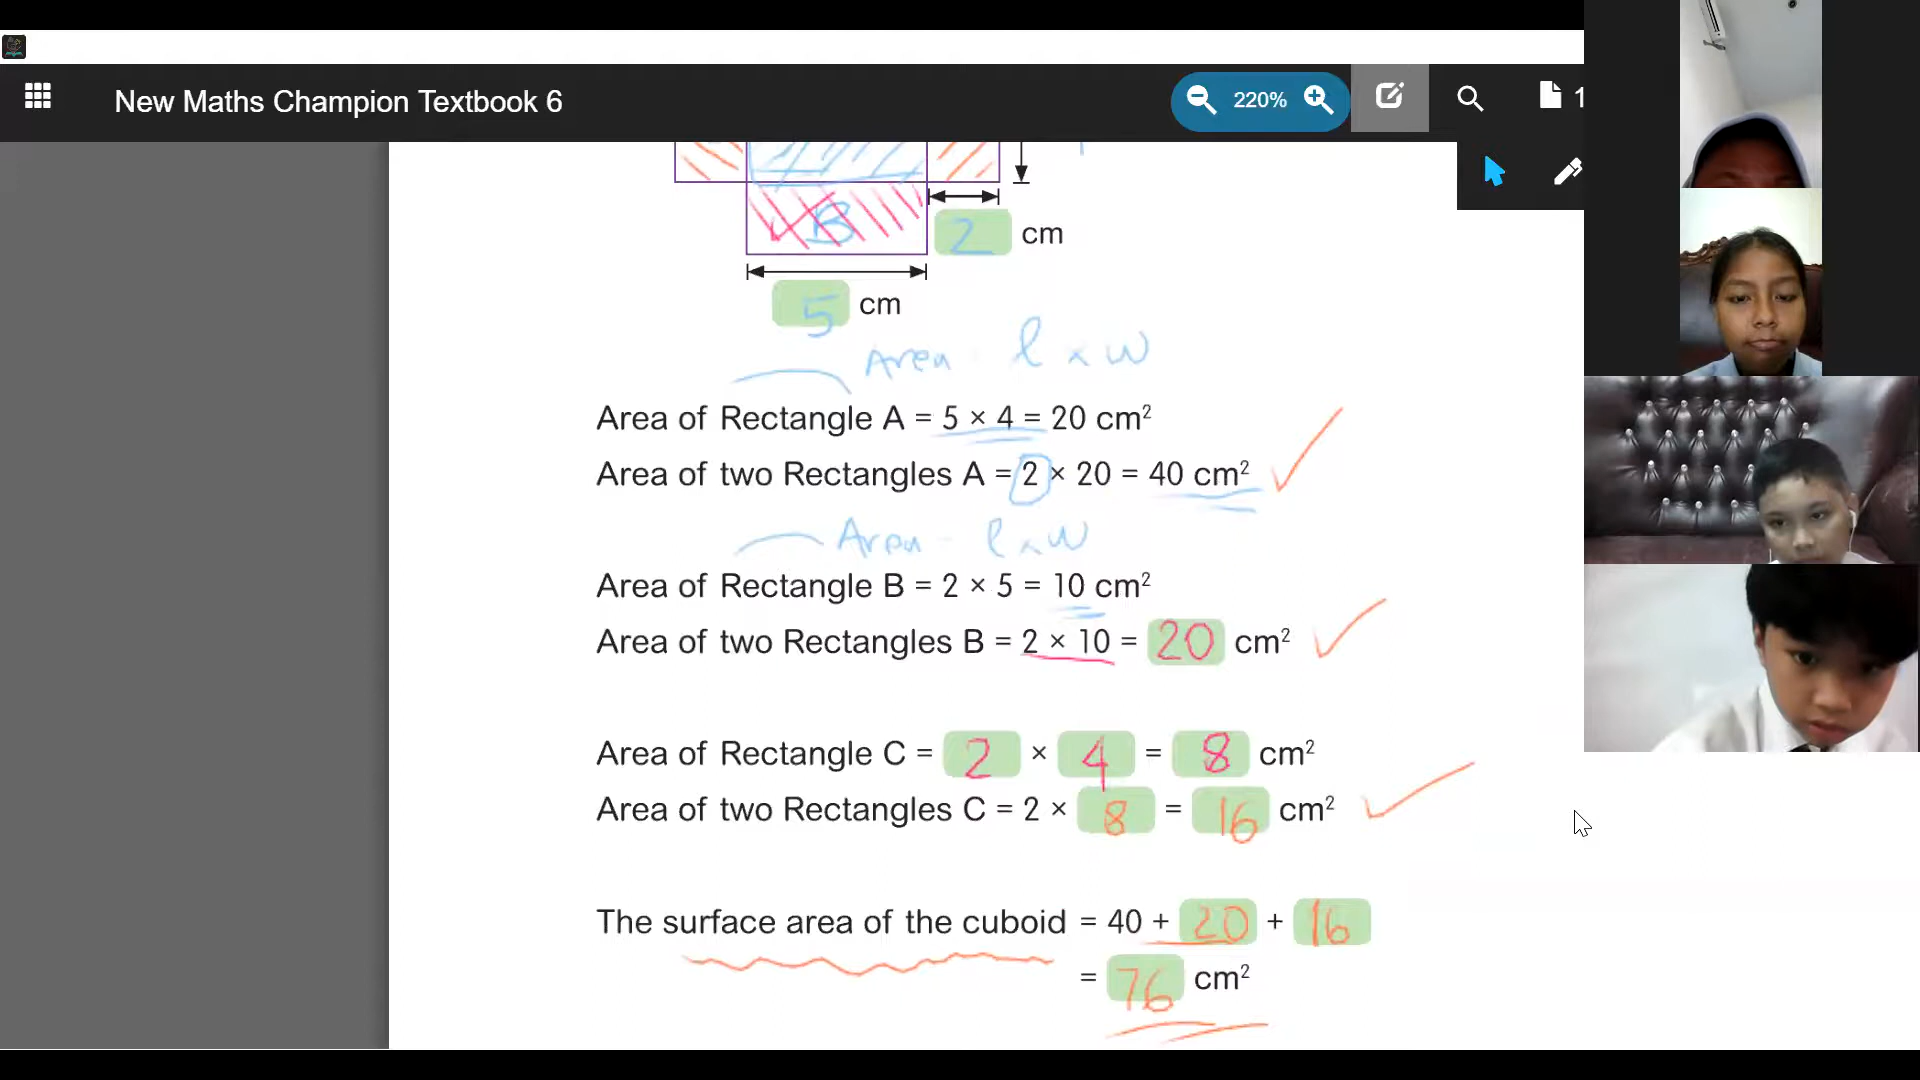 New Maths Champion Textbook 6
220%
1
B
2 cm
5 cm
Area = l × w
Area of Rectangle A = 5 × 4 = 20 cm²
Area of two Rectangles A = 2 × 20 = 40 cm²
Area = l × w
Area of Rectangle B = 2 × 5 = 10 cm²
Area of two Rectangles B = 2 × 10 = 20 cm²
Area of Rectangle C = 2 × 4 = 8 cm²
Area of two Rectangles C = 2 × 8 = 16 cm²
The surface area of the cuboid = 40 + 20 + 16
= 76 cm²